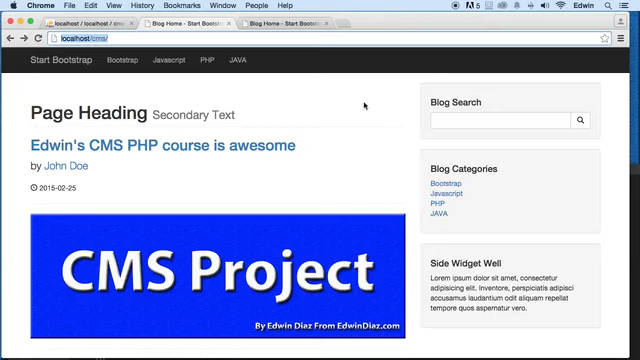 Chrome File Edit View History Bookmarks Window People Help 5 Edwin
localhost / localhost / cms
Blog Home - Start Bootstrap
Blog Home - Start Bootstrap
localhost/cms/
Start Bootstrap Bootstrap Javascript PHP JAVA
Page Heading Secondary Text
Edwin's CMS PHP course is awesome
by John Doe
2015-02-25
CMS Project
By Edwin Diaz From EdwinDiaz.com
Blog Search
Blog Categories
Bootstrap
Javascript
PHP
JAVA
Side Widget Well
Lorem ipsum dolor sit amet, consectetur
adipisicing elit. Inventore, perspiciatis adipisci
accusamus laudantium odit aliquam repellat
tempore quos aspernatur vero.